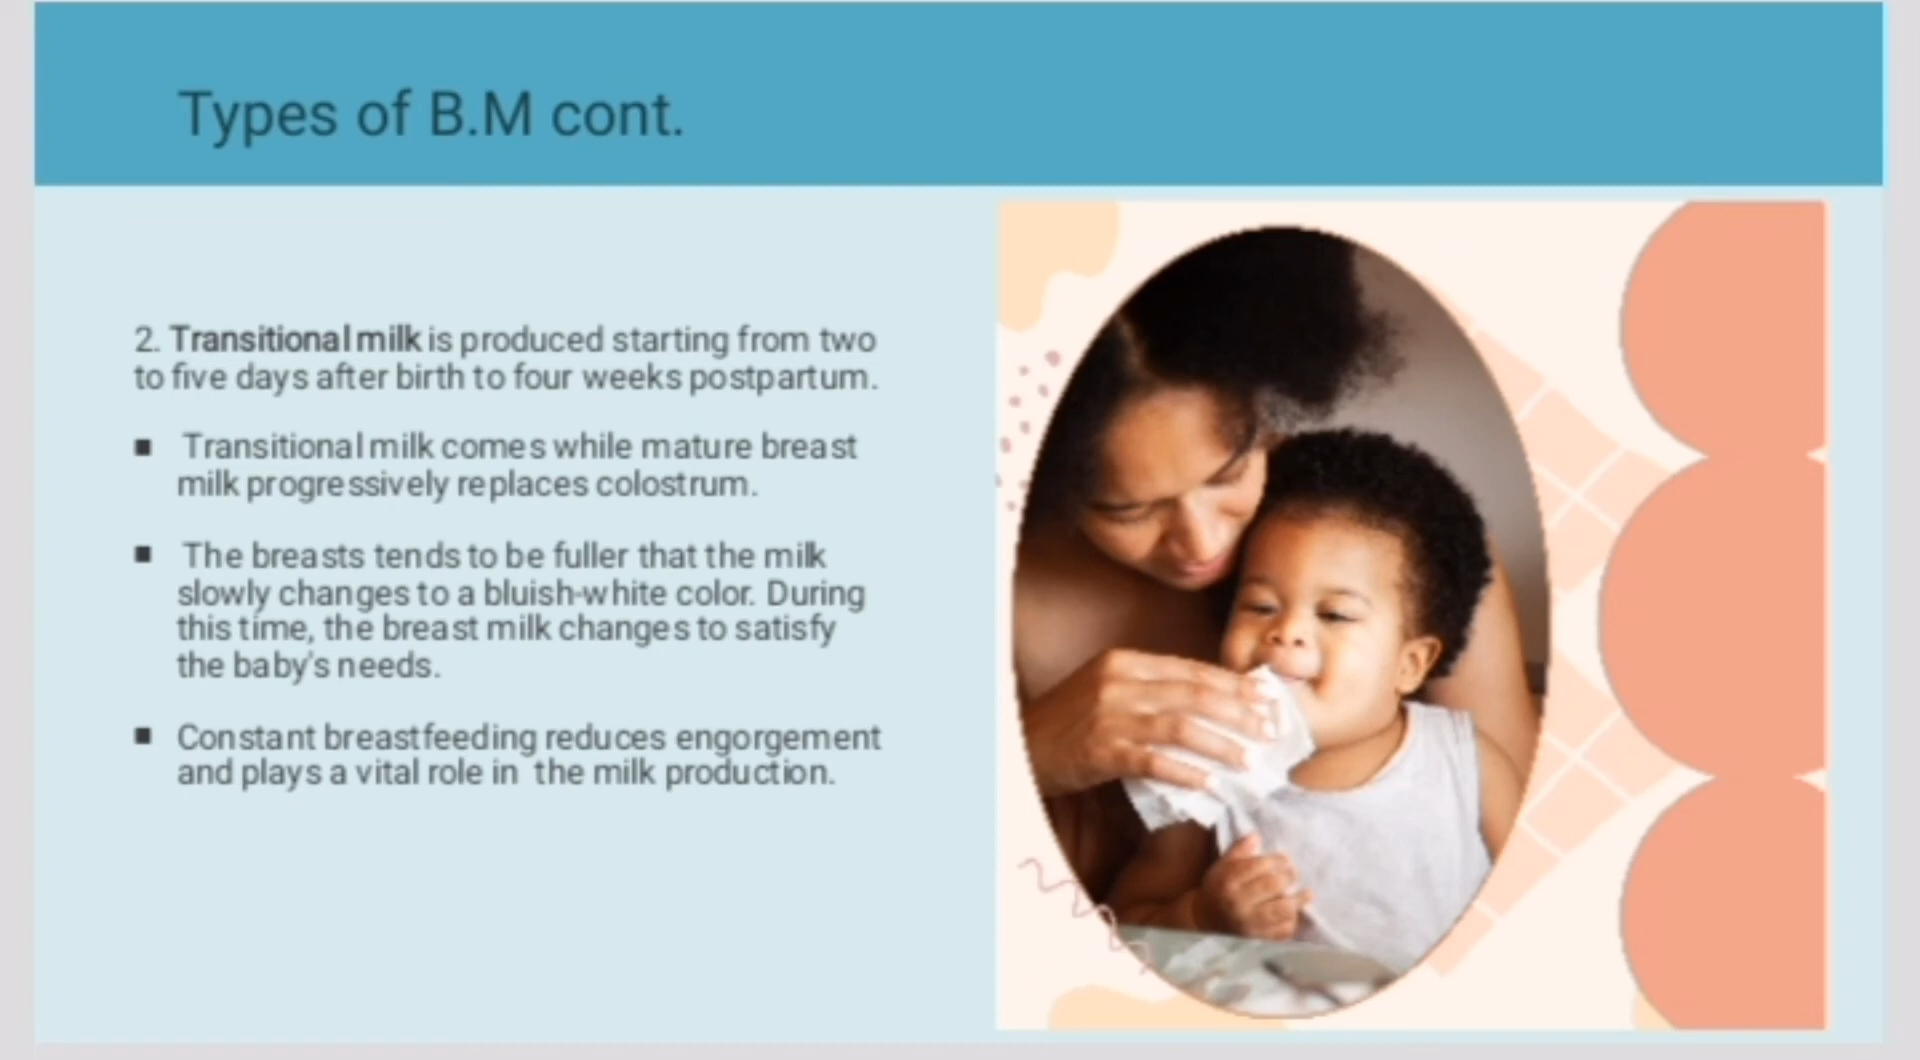 Types of B.M cont.
2. Transitional milk is produced starting from two
to five days after birth to four weeks postpartum.
■ Transitional milk comes while mature breast
milk progressively replaces colostrum.
■ The breasts tends to be fuller that the milk
slowly changes to a bluish-white color. During
this time, the breast milk changes to satisfy
the baby's needs.
■ Constant breastfeeding reduces engorgement
and plays a vital role in the milk production.